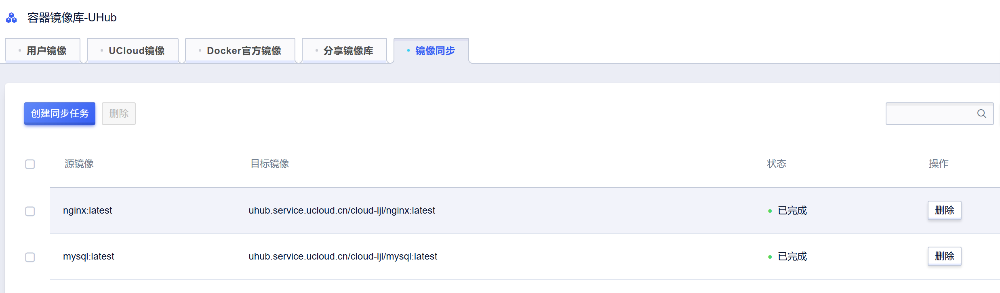 容器镜像库-UHub
用户镜像 UCloud镜像 Docker官方镜像 分享镜像库 镜像同步
创建同步任务 删除
源镜像 目标镜像 状态 操作
nginx:latest uhub.service.ucloud.cn/cloud-ljl/nginx:latest 已完成 删除
mysql:latest uhub.service.ucloud.cn/cloud-ljl/mysql:latest 已完成 删除